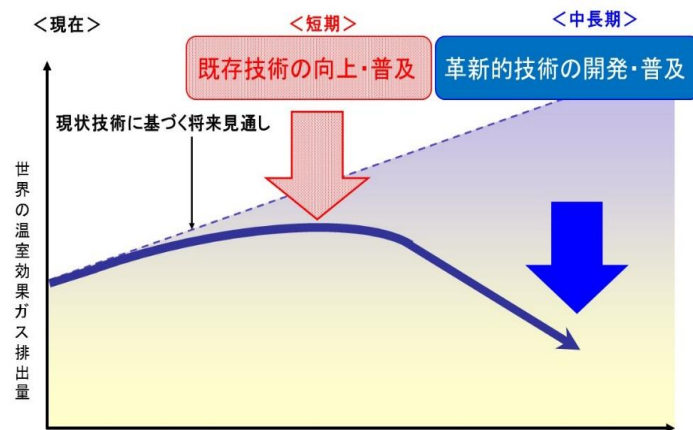 ＜現在＞
＜短期＞
＜中長期＞
既存技術の向上・普及
革新的技術の開発・普及
現状技術に基づく将来見通し
世界の温室効果ガス排出量